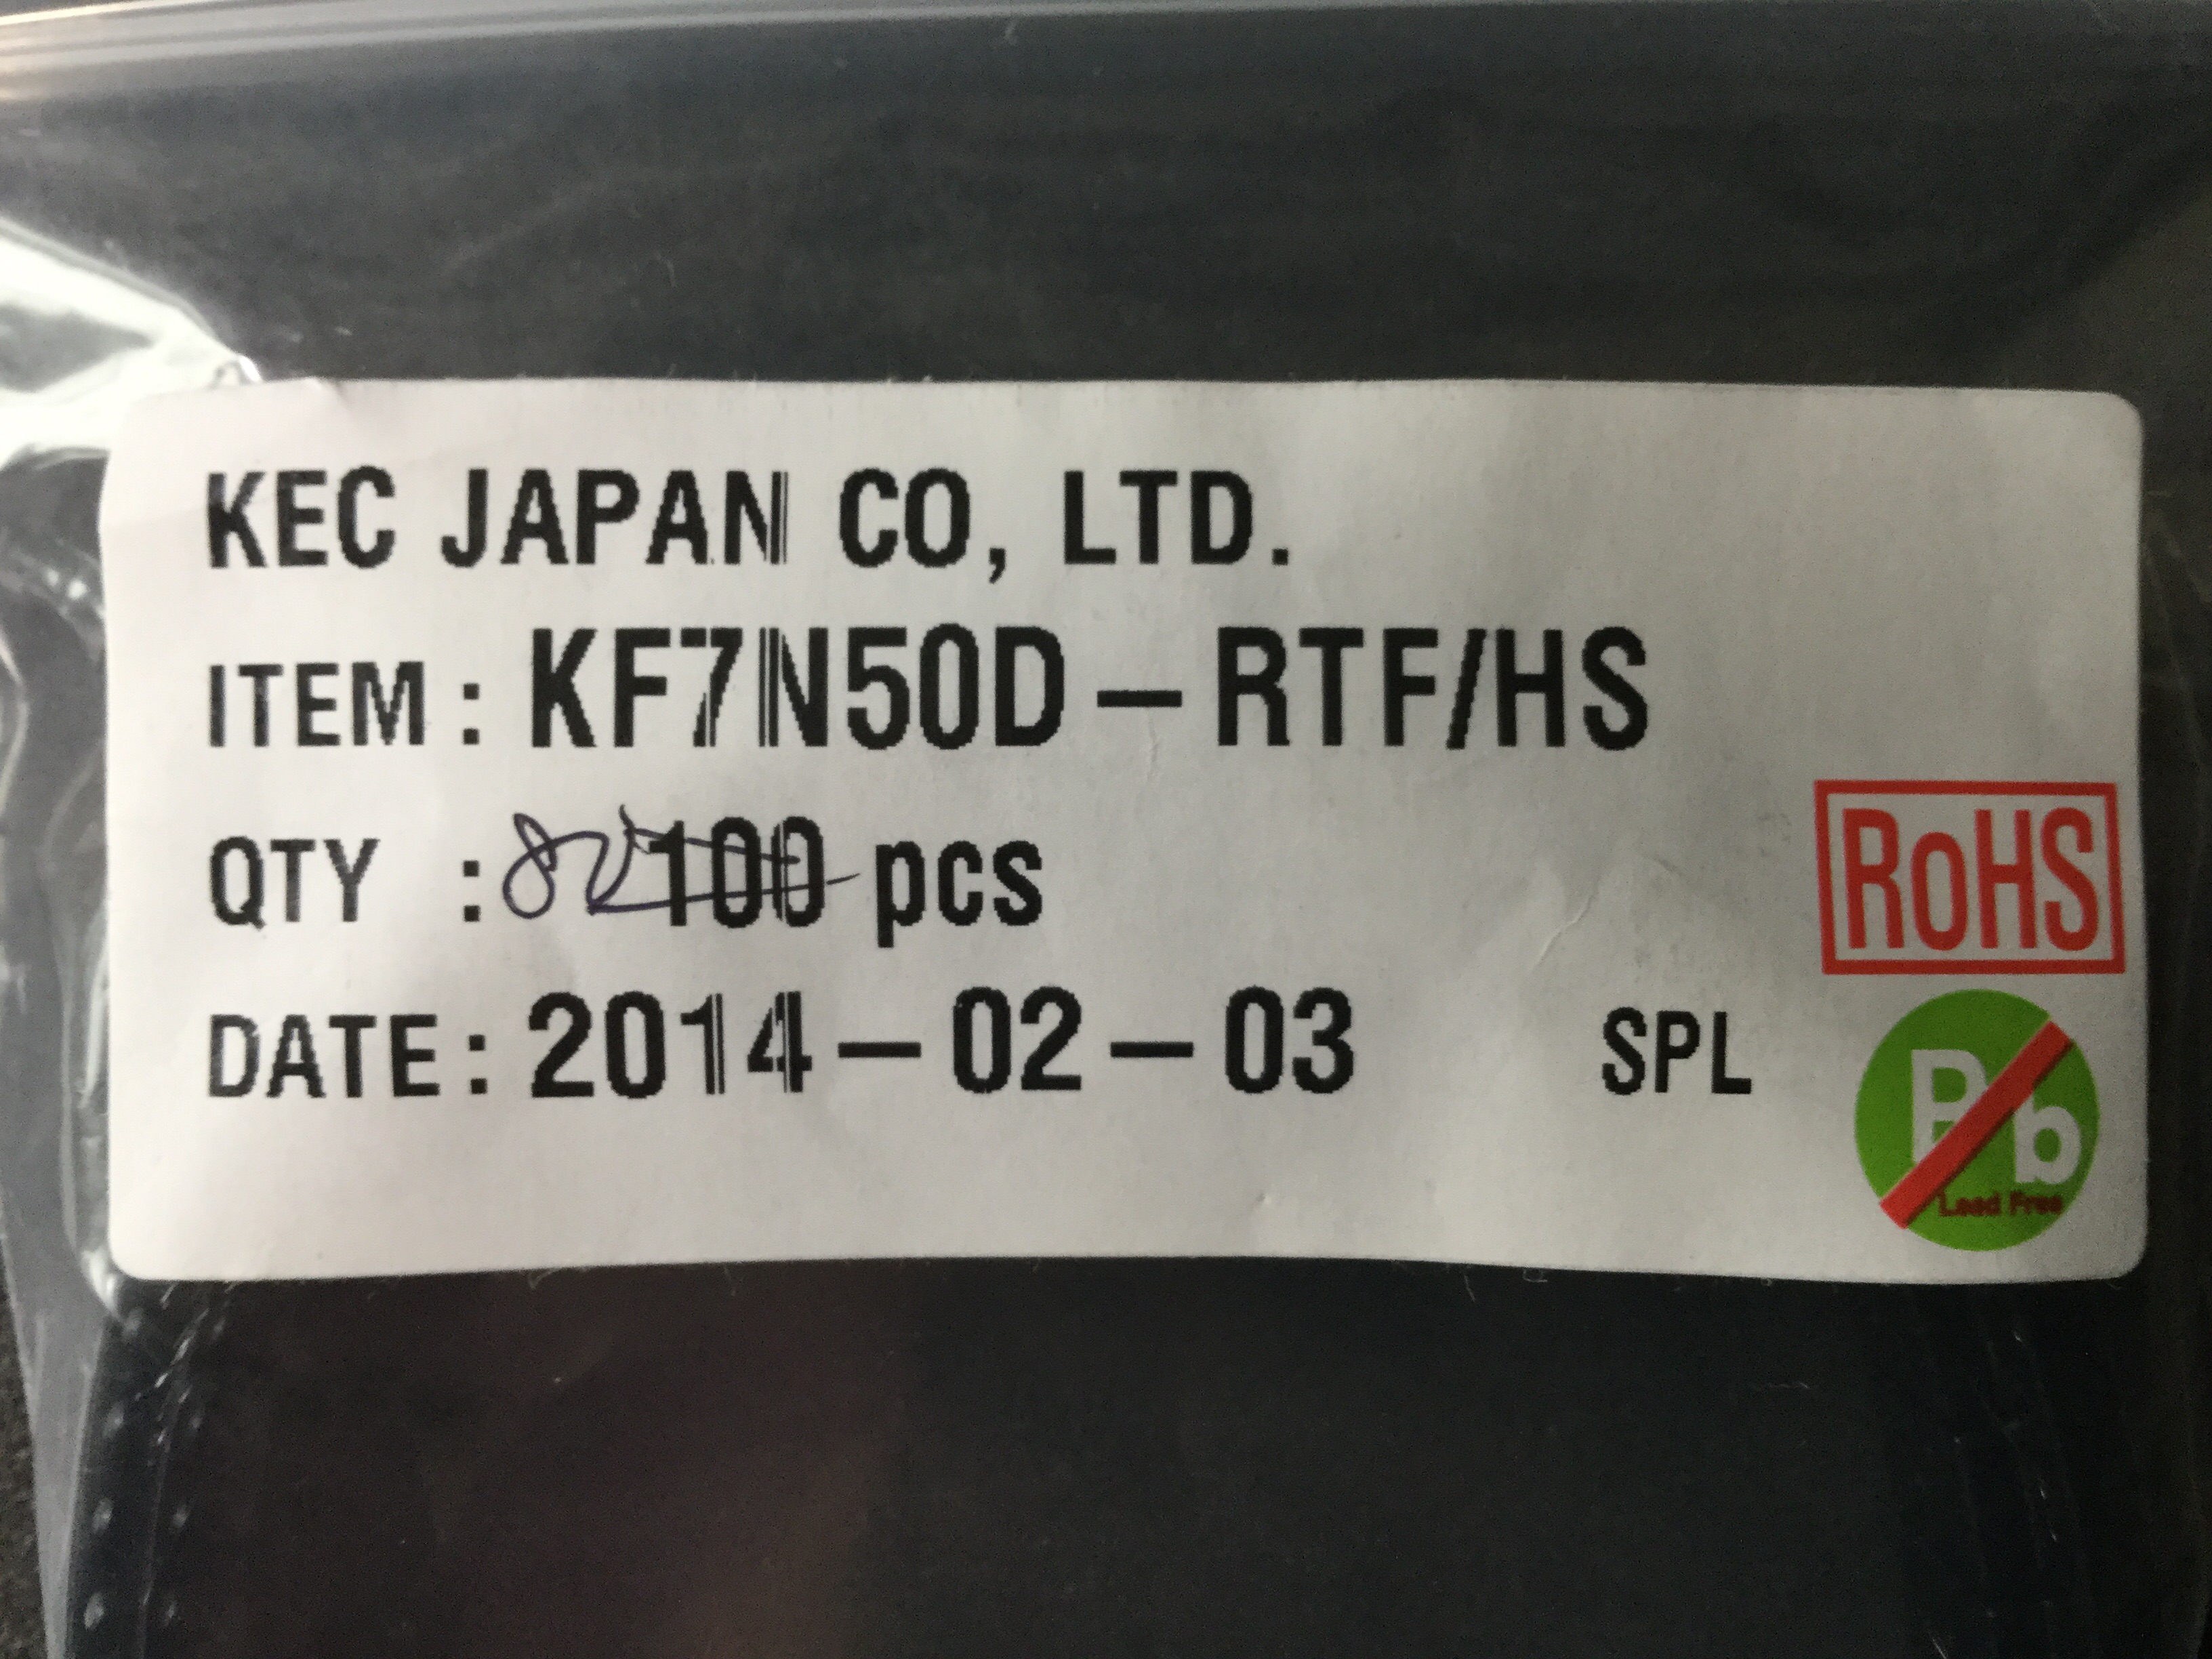 KEC JAPAN CO, LTD.
ITEM : KF7N50D－RTF/HS
QTY : 82 100 pcs
RoHS
DATE : 2014－02－03 SPL
Pb
Lead Free